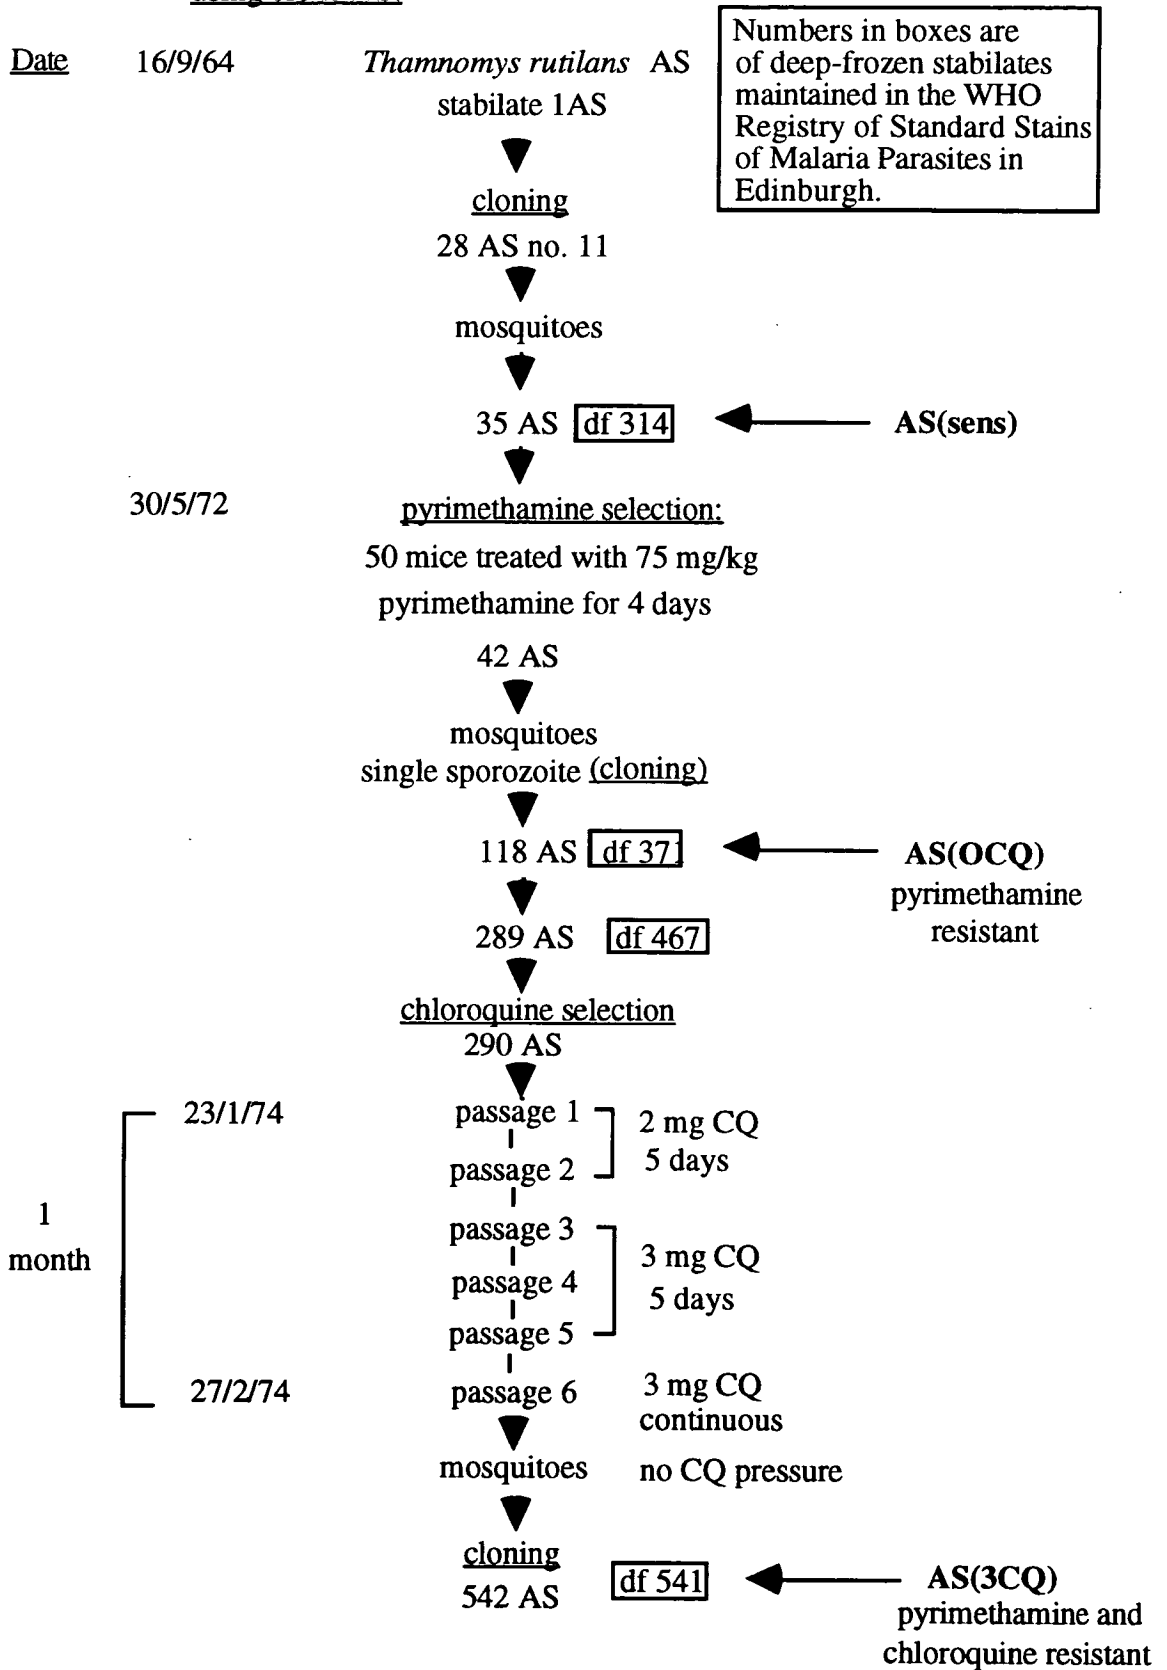 Date 16/9/64 Thamnomys rutilans AS
stabilate 1AS
Numbers in boxes are
of deep-frozen stabilates
maintained in the WHO
Registry of Standard Stains
of Malaria Parasites in
Edinburgh.
cloning
28 AS no. 11
mosquitoes
35 AS df 314 AS(sens)
30/5/72 pyrimethamine selection:
50 mice treated with 75 mg/kg
pyrimethamine for 4 days
42 AS
mosquitoes
single sporozoite (cloning)
118 AS df 371 AS(OCQ)
pyrimethamine
resistant
289 AS df 467
chloroquine selection
290 AS
1
month
23/1/74 passage 1
passage 2
2 mg CQ
5 days
passage 3
passage 4
passage 5
3 mg CQ
5 days
27/2/74 passage 6 3 mg CQ
continuous
mosquitoes no CQ pressure
cloning
542 AS df 541 AS(3CQ)
pyrimethamine and
chloroquine resistant